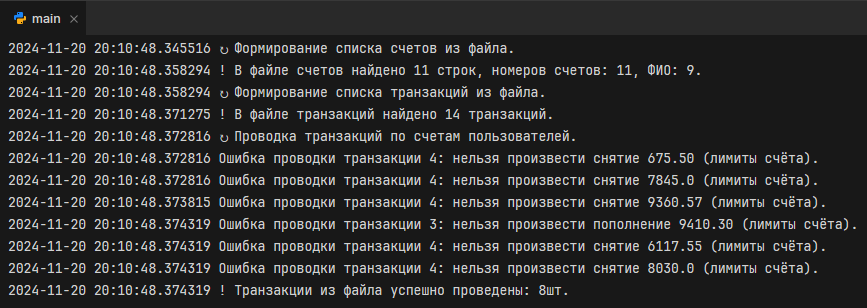 main ×
2024-11-20 20:10:48.345516 ↻ Формирование списка счетов из файла.
2024-11-20 20:10:48.358294 ! В файле счетов найдено 11 строк, номеров счетов: 11, ФИО: 9.
2024-11-20 20:10:48.358294 ↻ Формирование списка транзакций из файла.
2024-11-20 20:10:48.371275 ! В файле транзакций найдено 14 транзакций.
2024-11-20 20:10:48.372816 ↻ Проводка транзакций по счетам пользователей.
2024-11-20 20:10:48.372816 Ошибка проводки транзакции 4: нельзя произвести снятие 675.50 (лимиты счёта).
2024-11-20 20:10:48.372816 Ошибка проводки транзакции 4: нельзя произвести снятие 7845.0 (лимиты счёта).
2024-11-20 20:10:48.373815 Ошибка проводки транзакции 4: нельзя произвести снятие 9360.57 (лимиты счёта).
2024-11-20 20:10:48.374319 Ошибка проводки транзакции 3: нельзя произвести пополнение 9410.30 (лимиты счёта).
2024-11-20 20:10:48.374319 Ошибка проводки транзакции 4: нельзя произвести снятие 6117.55 (лимиты счёта).
2024-11-20 20:10:48.374319 Ошибка проводки транзакции 4: нельзя произвести снятие 8030.0 (лимиты счёта).
2024-11-20 20:10:48.374319 ! Транзакции из файла успешно проведены: 8шт.